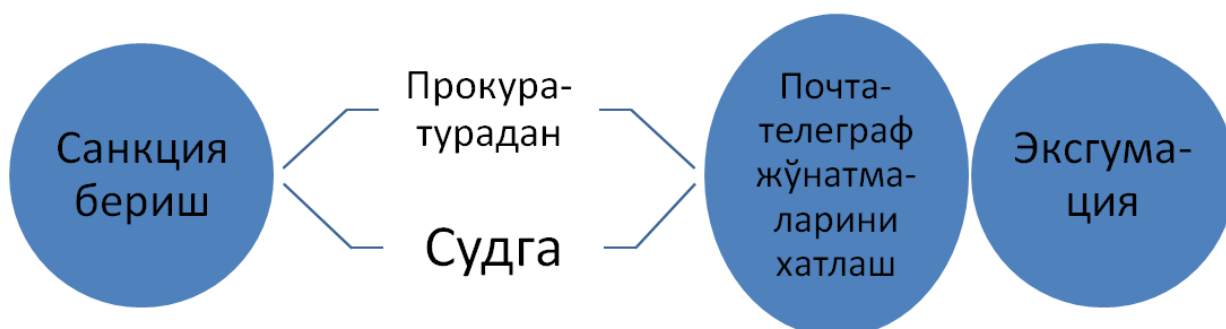 Санкция
бериш
Прокура-
турадан
Судга
Почта-
телеграф
жўнатма-
ларини
хатлаш
Эксгума-
ция